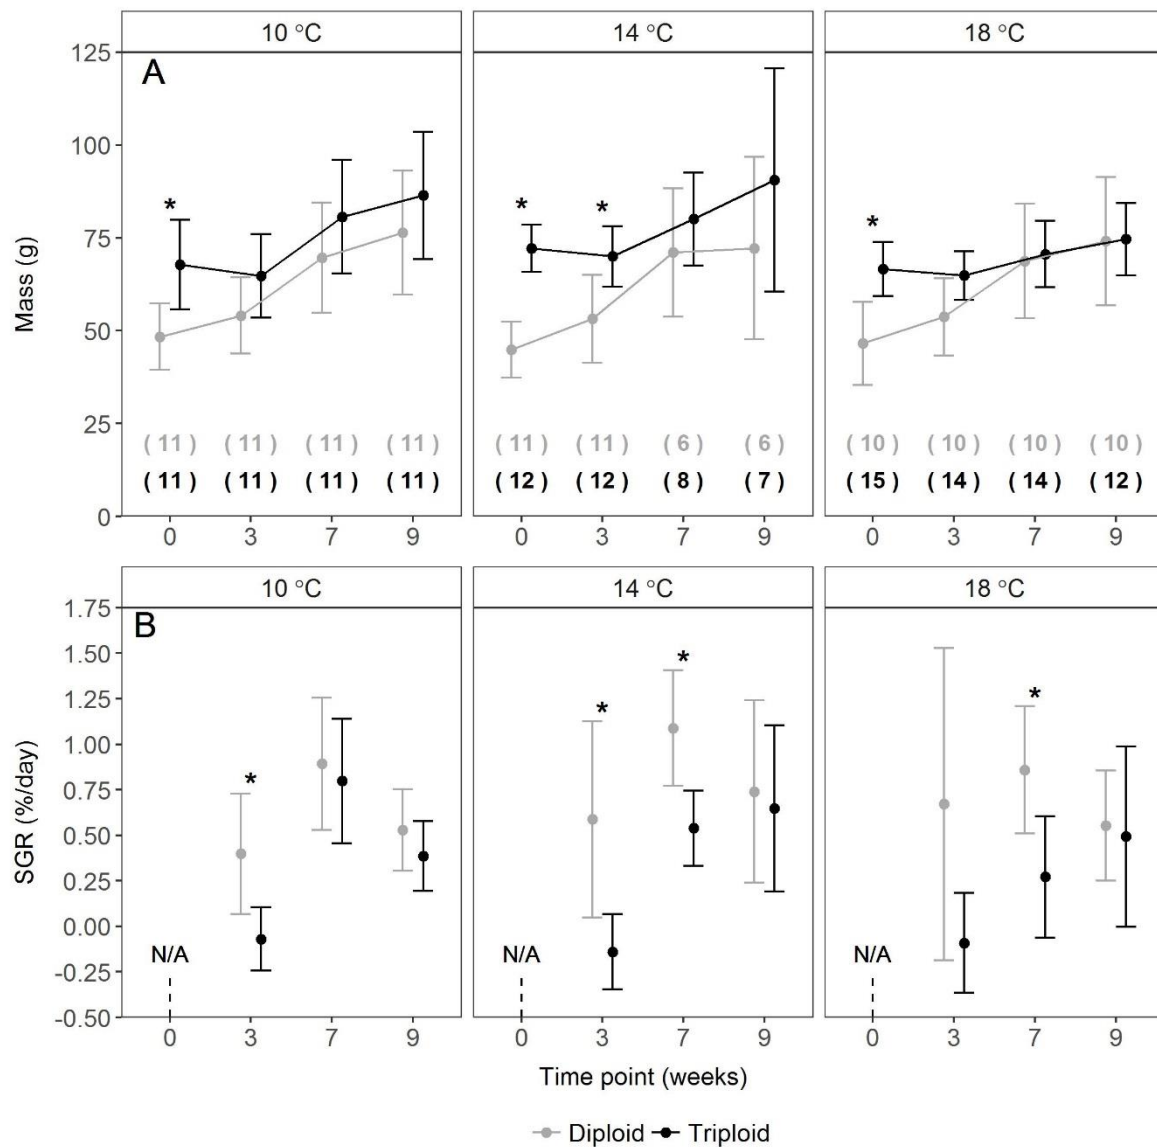 10 °C 14 °C 18 °C
A
125
100
75
50
25
0
Mass (g)
* * * *
( 11 ) ( 11 ) ( 11 ) ( 11 ) ( 11 ) ( 11 ) ( 6 ) ( 6 ) ( 10 ) ( 10 ) ( 10 ) ( 10 )
( 11 ) ( 11 ) ( 11 ) ( 11 ) ( 12 ) ( 12 ) ( 8 ) ( 7 ) ( 15 ) ( 14 ) ( 14 ) ( 12 )
0 3 7 9 0 3 7 9 0 3 7 9
10 °C 14 °C 18 °C
B
1.75
1.50
1.25
1.00
0.75
0.50
0.25
0.00
-0.25
-0.50
SGR (%/day)
* * * *
N/A N/A N/A
0 3 7 9 0 3 7 9 0 3 7 9
Time point (weeks)
Diploid Triploid